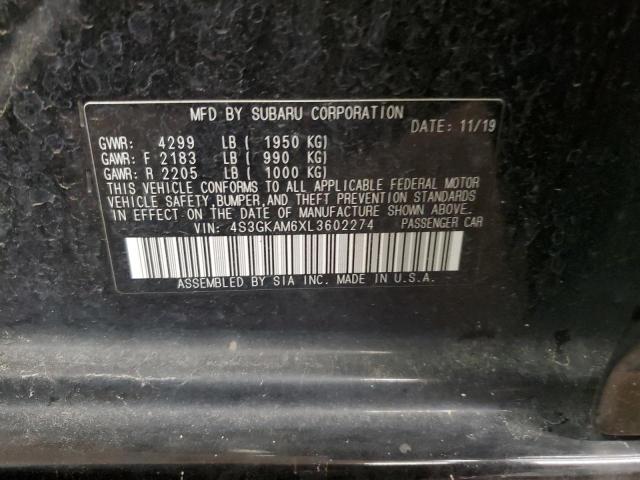 MFD BY SUBARU CORPORATION
DATE: 11/19
GVWR: 4299 LB ( 1950 KG)
GAWR: F 2183 LB ( 990 KG)
GAWR: R 2205 LB ( 1000 KG)
THIS VEHICLE CONFORMS TO ALL APPLICABLE FEDERAL MOTOR
VEHICLE SAFETY, BUMPER, AND THEFT PREVENTION STANDARDS
IN EFFECT ON THE DATE OF MANUFACTURE SHOWN ABOVE.
VIN: 4S3GKAM6XL3602274 PASSENGER CAR
ASSEMBLED BY SIA INC. MADE IN U.S.A.